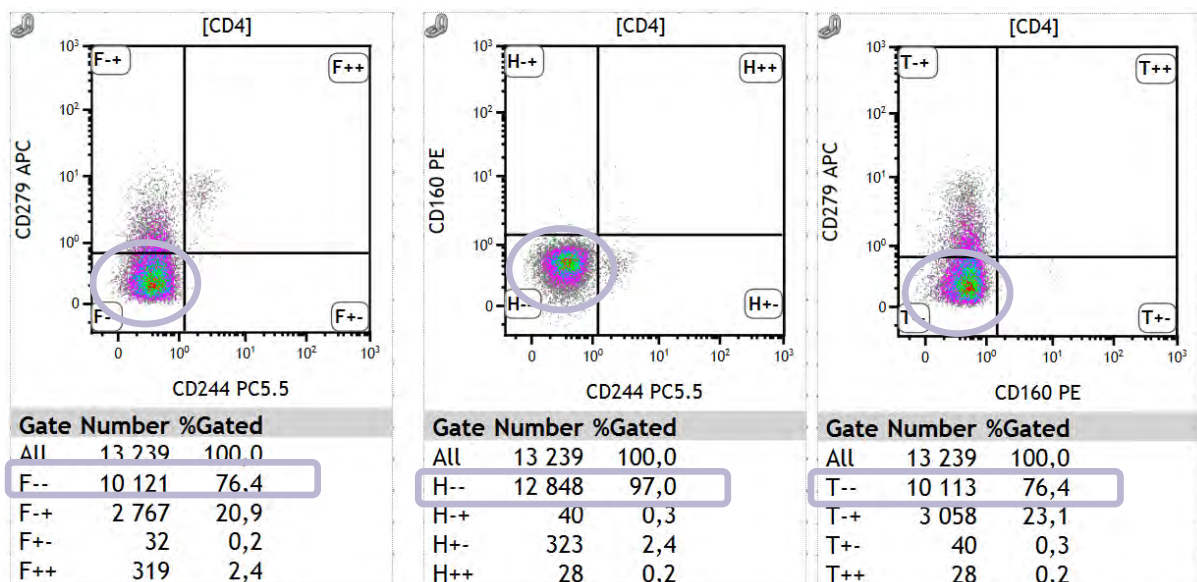 [CD4]
F-+
F++
F+-
10³
10²
10¹
10⁰
0
CD279 APC
0
10⁰
10¹
10²
10³
CD244 PC5.5
Gate Number %Gated
All 13 239 100,0
F-- 10 121 76,4
F-+ 2 767 20,9
F+- 32 0,2
F++ 319 2,4
[CD4]
H-+
H++
H--
H+-
10³
10²
10¹
10⁰
0
CD160 PE
0
10⁰
10¹
10²
10³
CD244 PC5.5
Gate Number %Gated
All 13 239 100,0
H-- 12 848 97,0
H-+ 40 0,3
H+- 323 2,4
H++ 28 0,2
[CD4]
T-+
T++
T--
T+-
10³
10²
10¹
10⁰
0
CD279 APC
0
10⁰
10¹
10²
10³
CD160 PE
Gate Number %Gated
All 13 239 100,0
T-- 10 113 76,4
T-+ 3 058 23,1
T+- 40 0,3
T++ 28 0,2